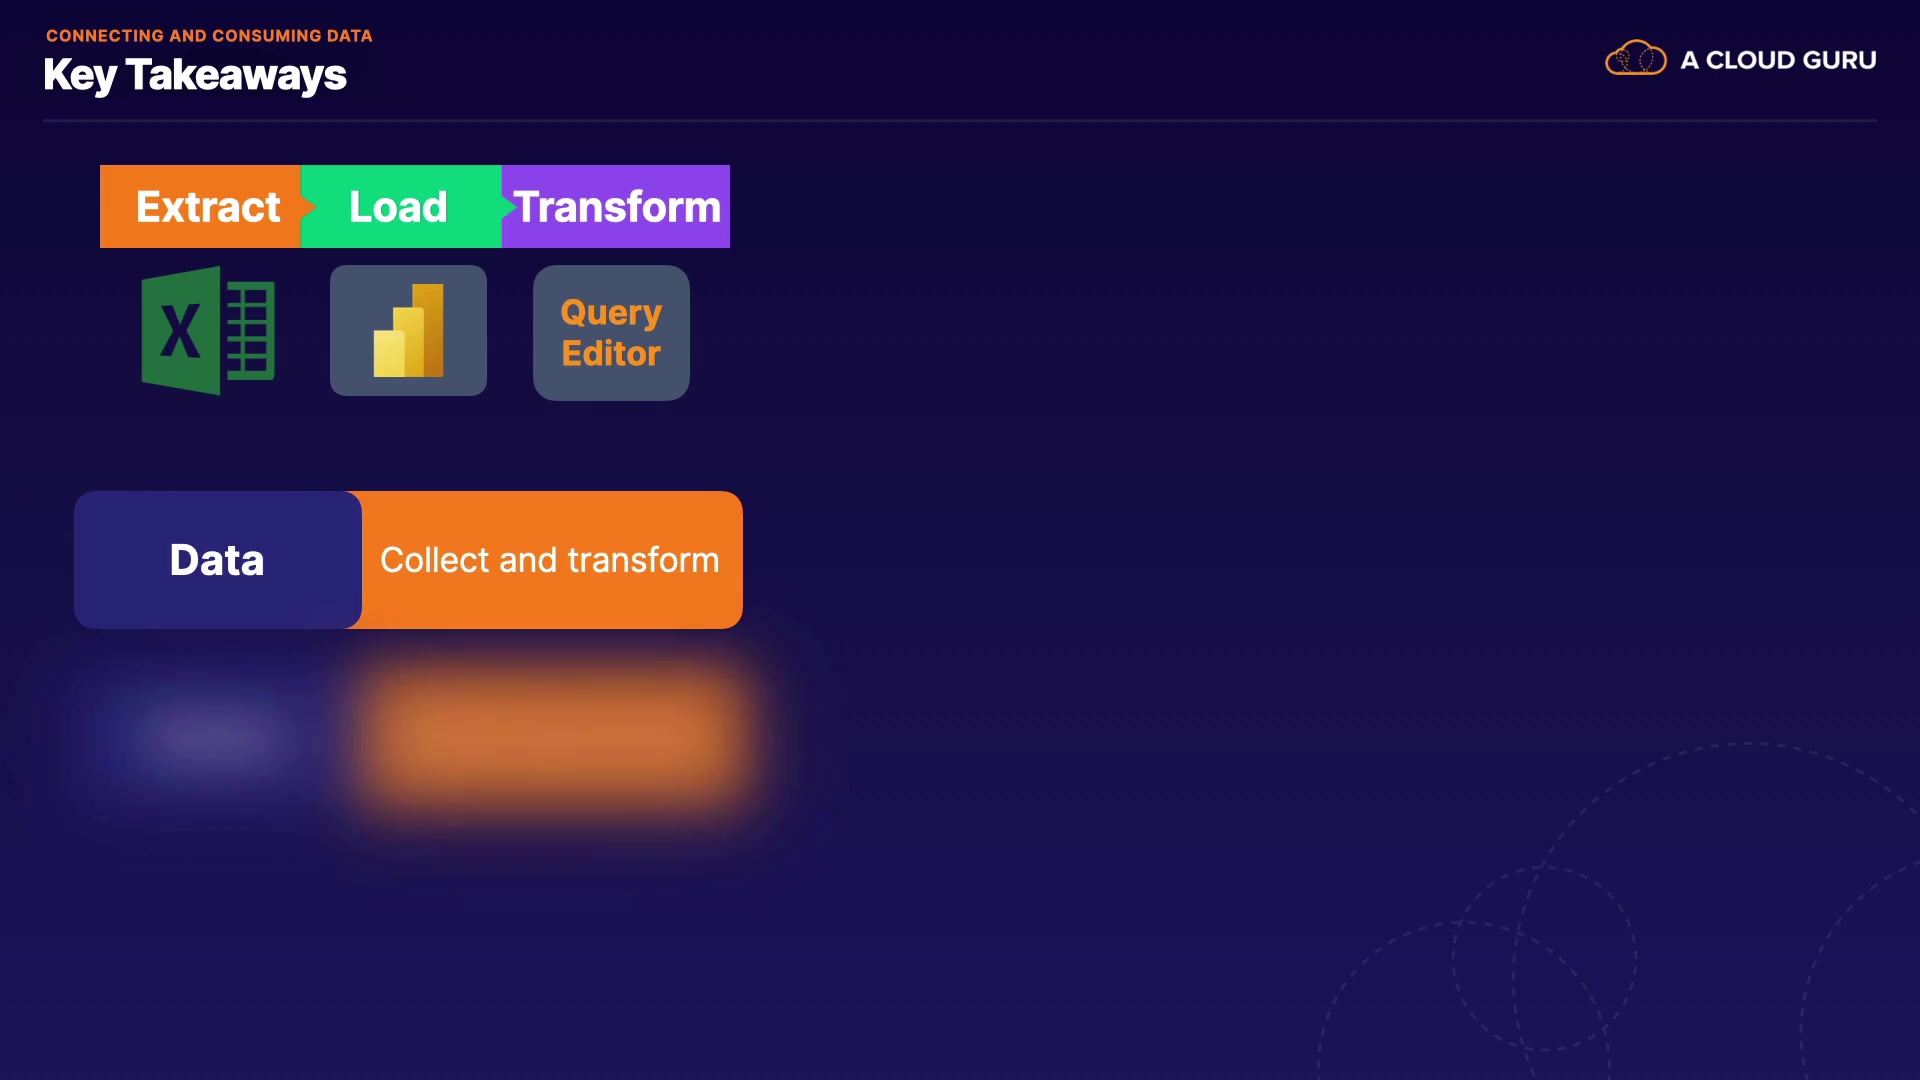 CONNECTING AND CONSUMING DATA
Key Takeaways
A CLOUD GURU
Extract Load Transform
X
Query
Editor
Data Collect and transform